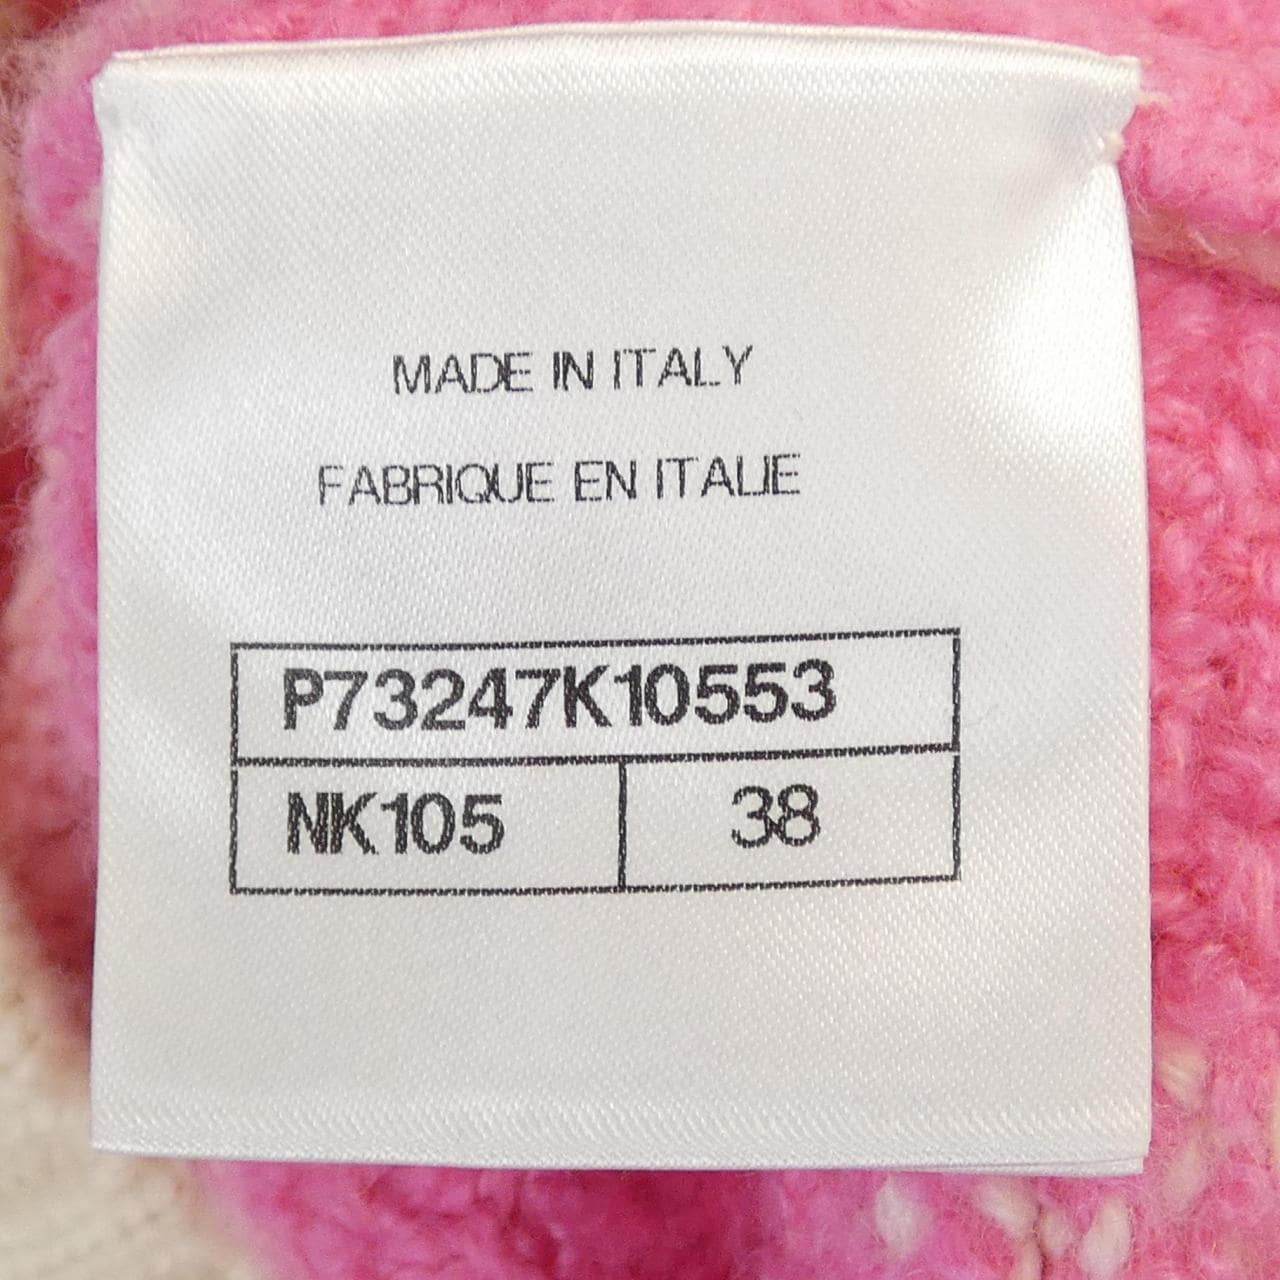 MADE IN ITALY
FABRIQUE EN ITALIE
P73247K10553
NK105 38